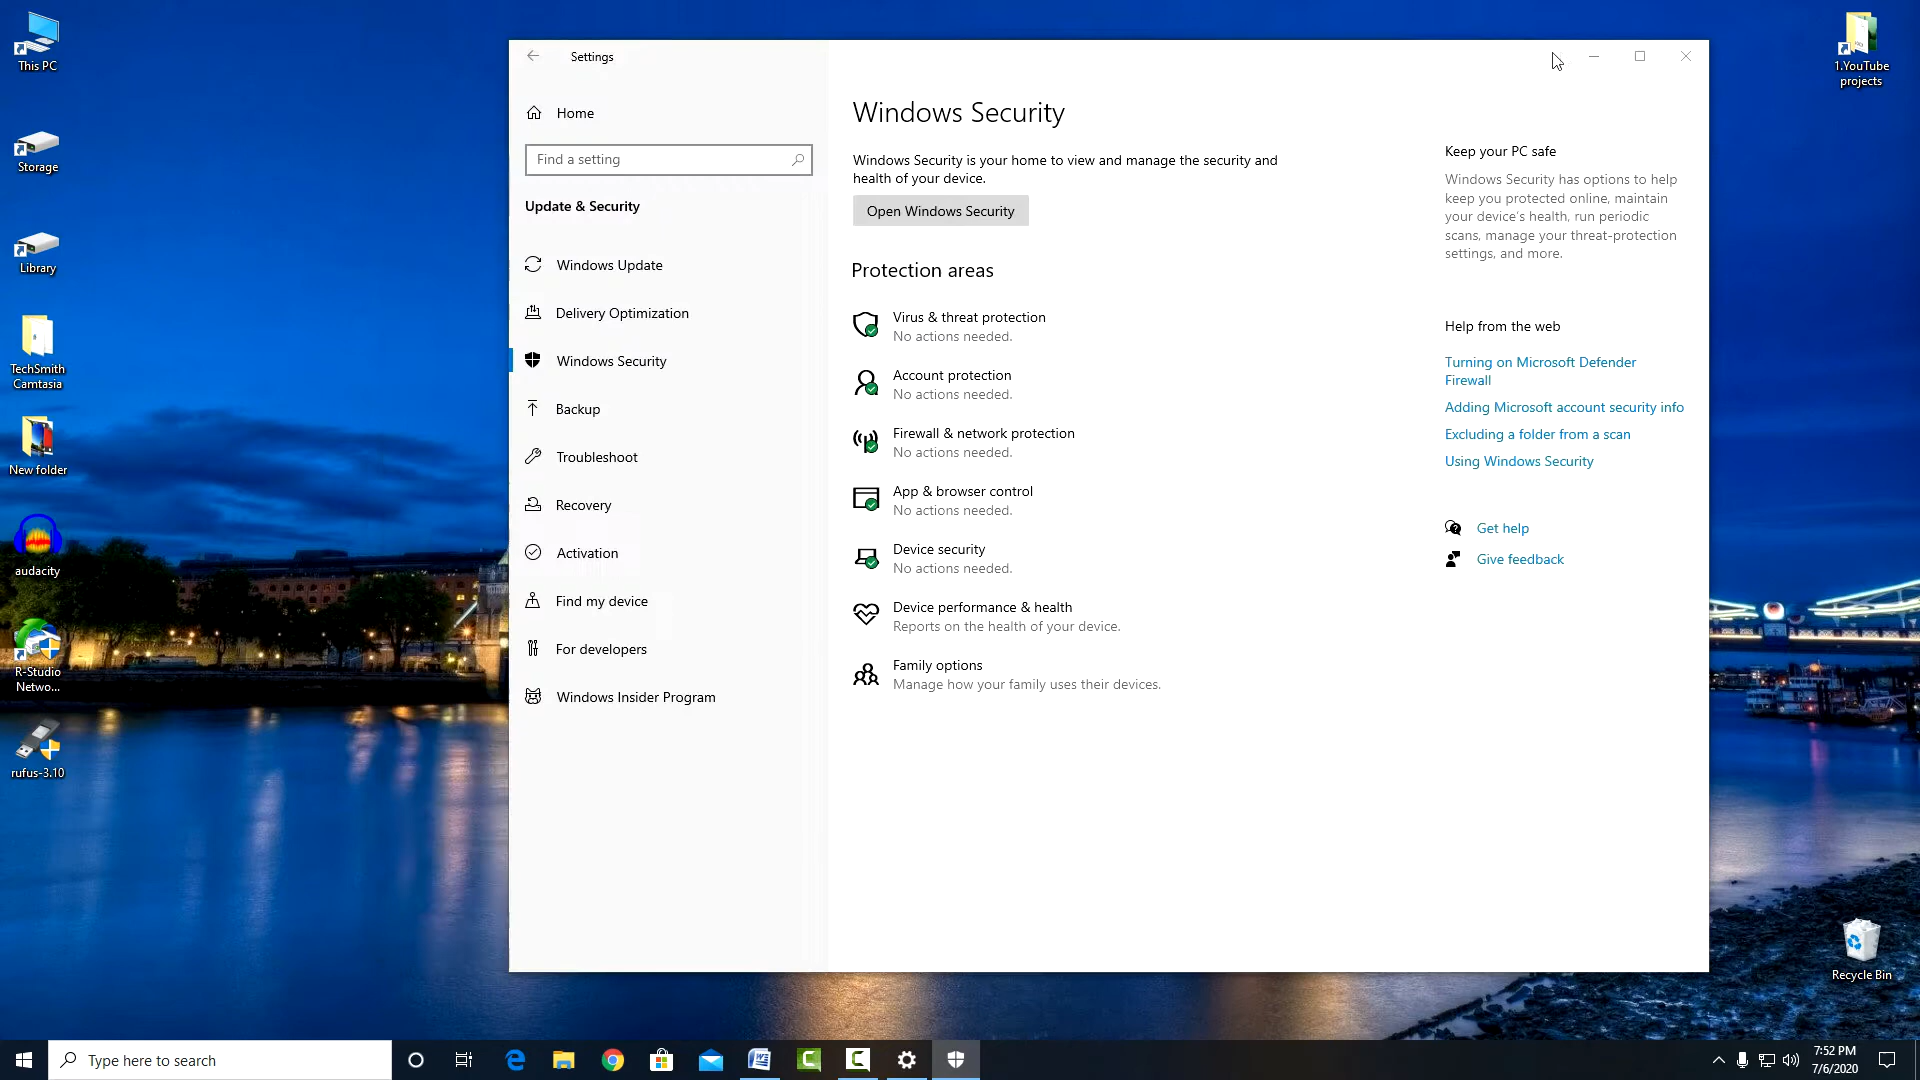 This PC
Storage
Library
TechSmith
Camtasia
New folder
audacity
R-Studio
Netwo...
rufus-3.10
1.YouTube
projects
Recycle Bin
Settings
Home
Find a setting
Update & Security
Windows Update
Delivery Optimization
Windows Security
Backup
Troubleshoot
Recovery
Activation
Find my device
For developers
Windows Insider Program
Windows Security
Windows Security is your home to view and manage the security and
health of your device.
Open Windows Security
Protection areas
Virus & threat protection
No actions needed.
Account protection
No actions needed.
Firewall & network protection
No actions needed.
App & browser control
No actions needed.
Device security
No actions needed.
Device performance & health
Reports on the health of your device.
Family options
Manage how your family uses their devices.
Keep your PC safe
Windows Security has options to help
keep you protected online, maintain
your device's health, run periodic
scans, manage your threat-protection
settings, and more.
Help from the web
Turning on Microsoft Defender
Firewall
Adding Microsoft account security info
Excluding a folder from a scan
Using Windows Security
Get help
Give feedback
Type here to search
7:52 PM
7/6/2020